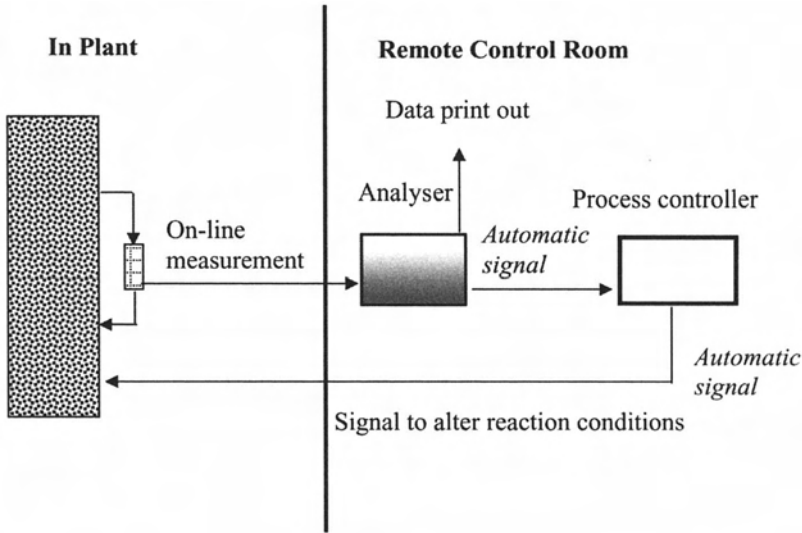 In Plant
Remote Control Room
Data print out
Analyser
Process controller
On-line
measurement
Automatic
signal
Automatic
signal
Signal to alter reaction conditions